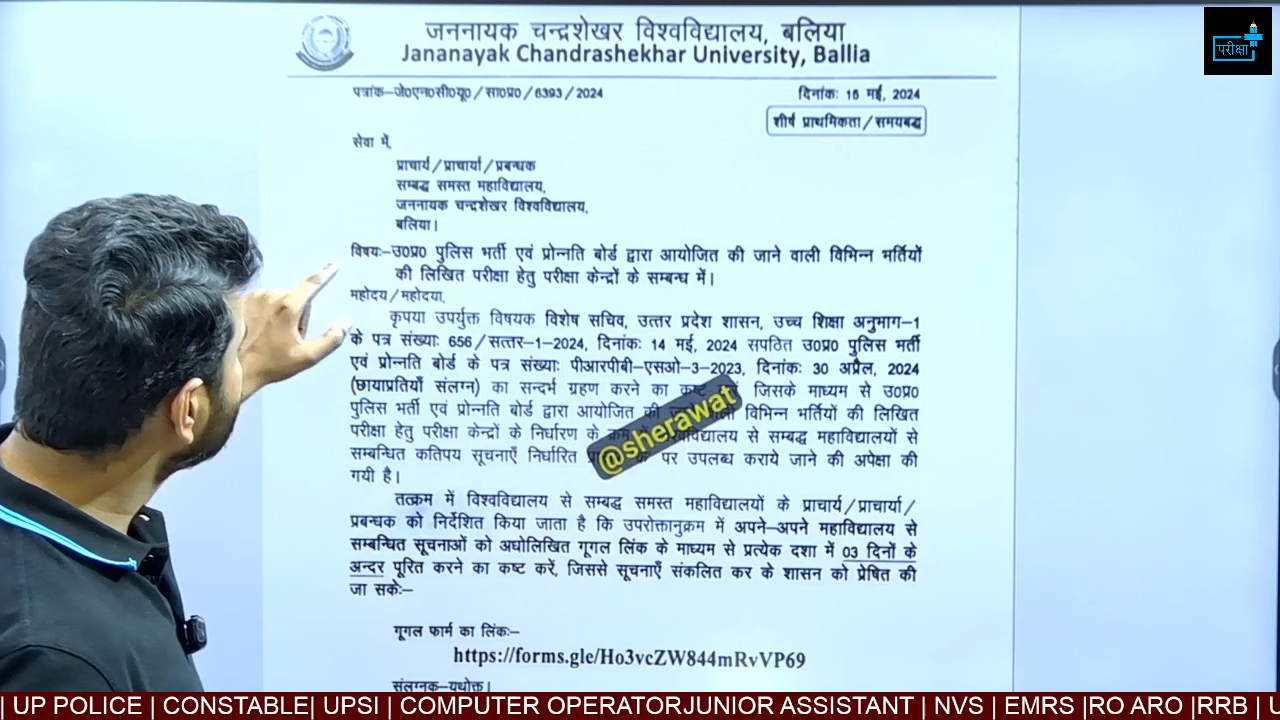 जननायक चन्द्रशेखर विश्वविद्यालय, बलिया
Jananayak Chandrashekhar University, Ballia
परीक्षा
पत्रांक–जे0एन0सी0यू0/सा0प्र0/6393/2024
दिनांकः 16 मई, 2024
शीर्ष प्राथमिकता/समयबद्ध
सेवा में,
प्राचार्य/प्राचार्या/प्रबन्धक
सम्बद्ध समस्त महाविद्यालय,
जननायक चन्द्रशेखर विश्वविद्यालय,
बलिया।
विषयः–उ0प्र0 पुलिस भर्ती एवं प्रोन्नति बोर्ड द्वारा आयोजित की जाने वाली विभिन्न भर्तियों
की लिखित परीक्षा हेतु परीक्षा केन्द्रों के सम्बन्ध में।
महोदय/महोदया,
कृपया उपर्युक्त विषयक विशेष सचिव, उत्तर प्रदेश शासन, उच्च शिक्षा अनुभाग–1
के पत्र संख्याः 656/सत्तर–1–2024, दिनांकः 14 मई, 2024 सपठित उ0प्र0 पुलिस भर्ती
एवं प्रोन्नति बोर्ड के पत्र संख्याः पीआरपीबी–एसओ–3–2023, दिनांकः 30 अप्रैल, 2024
(छायाप्रतियाँ संलग्न) का सन्दर्भ ग्रहण करने का कष्ट जिसके माध्यम से उ0प्र0
पुलिस भर्ती एवं प्रोन्नति बोर्ड द्वारा आयोजित की विभिन्न भर्तियों की लिखित
परीक्षा हेतु परीक्षा केन्द्रों के निर्धारण के से सम्बद्ध महाविद्यालयों से
सम्बन्धित कतिपय सूचनाएँ निर्धारित पर उपलब्ध कराये जाने की अपेक्षा की
गयी है।
@sherawat
तत्क्रम में विश्वविद्यालय से सम्बद्ध समस्त महाविद्यालयों के प्राचार्य/प्राचार्या/
प्रबन्धक को निर्देशित किया जाता है कि उपरोक्तानुक्रम में अपने–अपने महाविद्यालय से
सम्बन्धित सूचनाओं को अधोलिखित गूगल लिंक के माध्यम से प्रत्येक दशा में 03 दिनों के
अन्दर पूरित करने का कष्ट करें, जिससे सूचनाएँ संकलित कर के शासन को प्रेषित की
जा सकेः–
गूगल फार्म का लिंकः–
https://forms.gle/Ho3vcZW844mRvVP69
संलग्नक–यथोक्त।
| UP POLICE | CONSTABLE| UPSI | COMPUTER OPERATORJUNIOR ASSISTANT | NVS | EMRS |RO ARO |RRB |